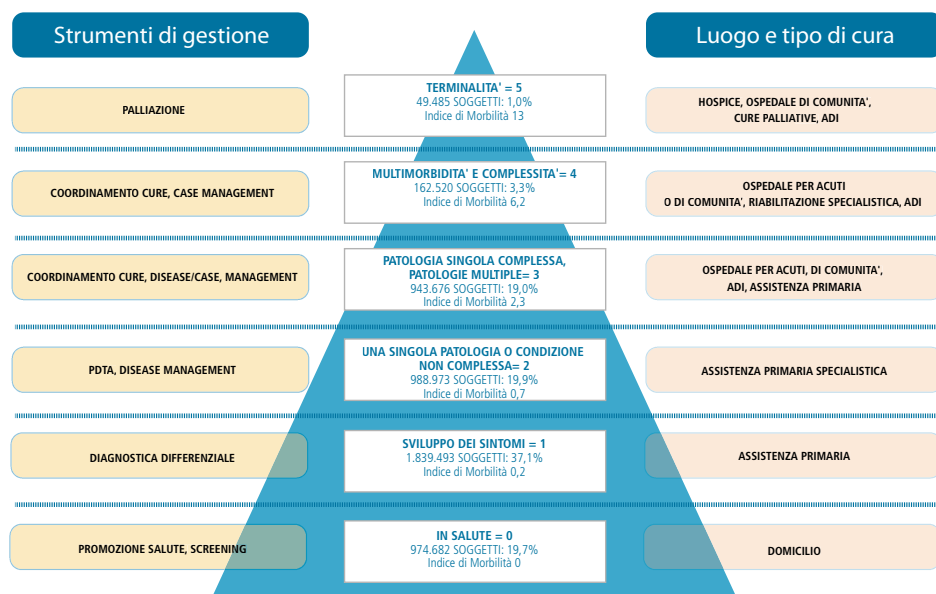 Strumenti di gestione
Luogo e tipo di cura
PALLIAZIONE
TERMINALITA' = 5
49.485 SOGGETTI: 1,0%
Indice di Morbilità 13
HOSPICE, OSPEDALE DI COMUNITA',
CURE PALLIATIVE, ADI
COORDINAMENTO CURE, CASE MANAGEMENT
MULTIMORBIDITA' E COMPLESSITA'= 4
162.520 SOGGETTI: 3,3%
Indice di Morbilità 6,2
OSPEDALE PER ACUTI
O DI COMUNITA', RIABILITAZIONE SPECIALISTICA, ADI
COORDINAMENTO CURE, DISEASE/CASE, MANAGEMENT
PATOLOGIA SINGOLA COMPLESSA,
PATOLOGIE MULTIPLE= 3
943.676 SOGGETTI: 19,0%
Indice di Morbilità 2,3
OSPEDALE PER ACUTI, DI COMUNITA',
ADI, ASSISTENZA PRIMARIA
PDTA, DISEASE MANAGEMENT
UNA SINGOLA PATOLOGIA O CONDIZIONE
NON COMPLESSA= 2
988.973 SOGGETTI: 19,9%
Indice di Morbilità 0,7
ASSISTENZA PRIMARIA SPECIALISTICA
DIAGNOSTICA DIFFERENZIALE
SVILUPPO DEI SINTOMI = 1
1.839.493 SOGGETTI: 37,1%
Indice di Morbilità 0,2
ASSISTENZA PRIMARIA
PROMOZIONE SALUTE, SCREENING
IN SALUTE = 0
974.682 SOGGETTI: 19,7%
Indice di Morbilità 0
DOMICILIO